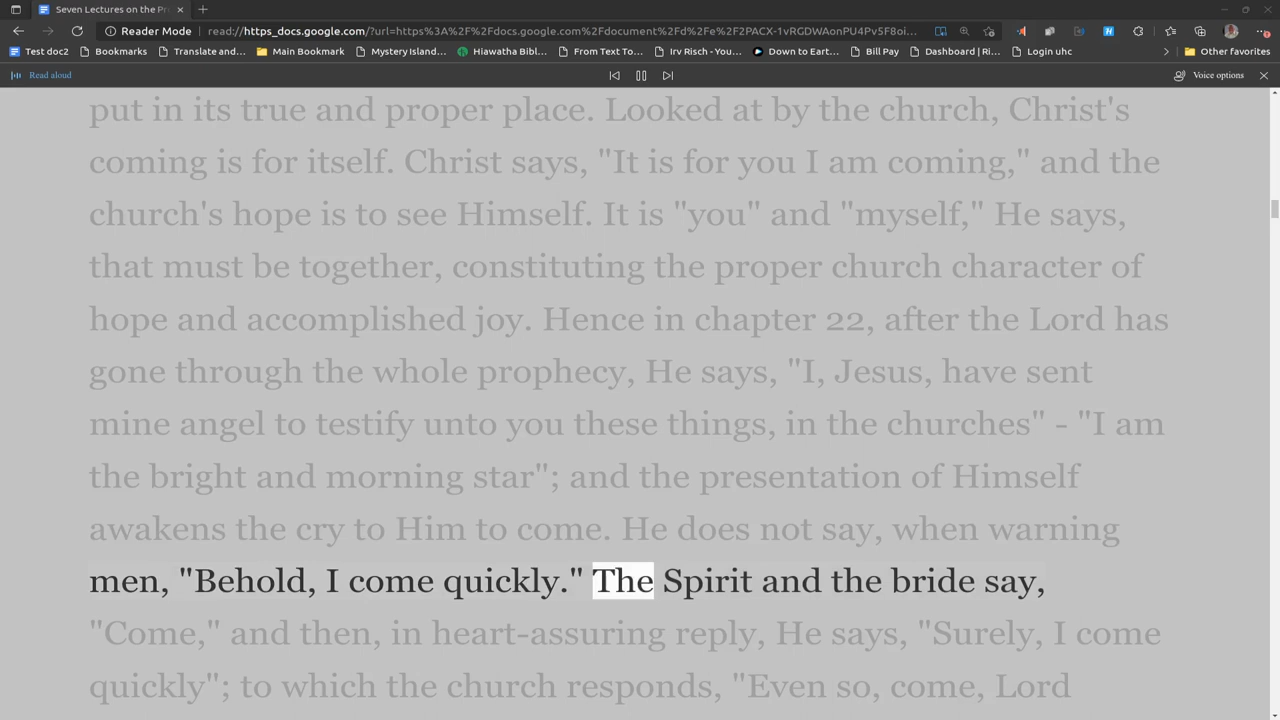 Seven Lectures on the Pr
Reader Mode
read://https_docs.google.com/?url=https%3A%2F%2Fdocs.google.com%2Fdocument%2Fd%2Fe%2F2PACX-1vRGDWAonPU4Pv5F8oi...
Test doc2 Bookmarks Translate and... Main Bookmark Mystery Island... Hiawatha Bibl... From Text To... Irv Risch - You... Down to Eart... Bill Pay Dashboard | Ri... Login uhc Other favorites
Read aloud Voice options
put in its true and proper place. Looked at by the church, Christ's
coming is for itself. Christ says, "It is for you I am coming," and the
church's hope is to see Himself. It is "you" and "myself," He says,
that must be together, constituting the proper church character of
hope and accomplished joy. Hence in chapter 22, after the Lord has
gone through the whole prophecy, He says, "I, Jesus, have sent
mine angel to testify unto you these things, in the churches" - "I am
the bright and morning star"; and the presentation of Himself
awakens the cry to Him to come. He does not say, when warning
men, "Behold, I come quickly." The Spirit and the bride say,
"Come," and then, in heart-assuring reply, He says, "Surely, I come
quickly"; to which the church responds, "Even so, come, Lord